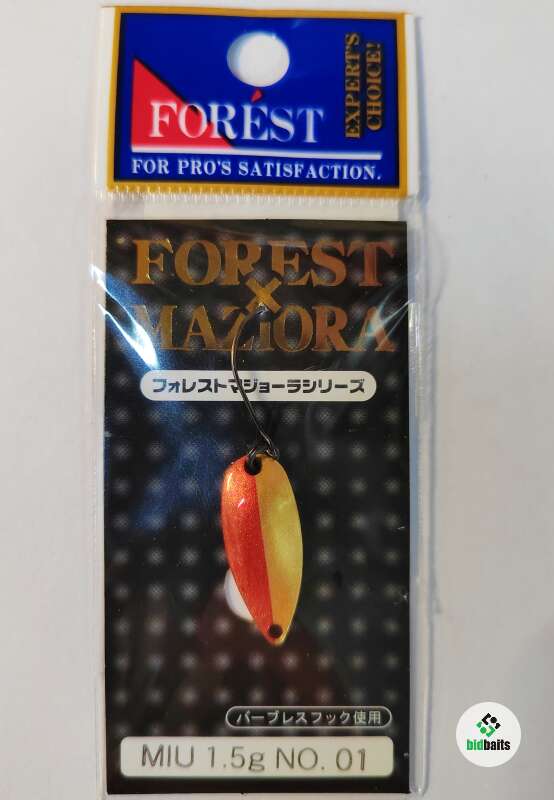 EXPERT'S
CHOICE!
FORÉST
FOR PRO'S SATISFACTION.
FOREST
×
MAZIORA
フォレストマジョーラシリーズ
バーブレスフック使用
MIU 1.5g NO. 01
bidbaits